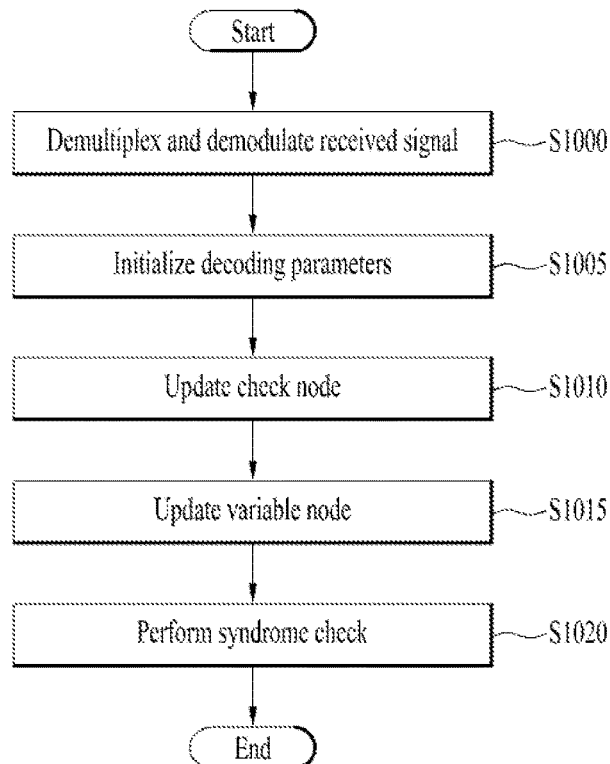 Start
Demultiplex and demodulate received signal
S1000
Initialize decoding parameters
S1005
Update check node
S1010
Update variable node
S1015
Perform syndrome check
S1020
End